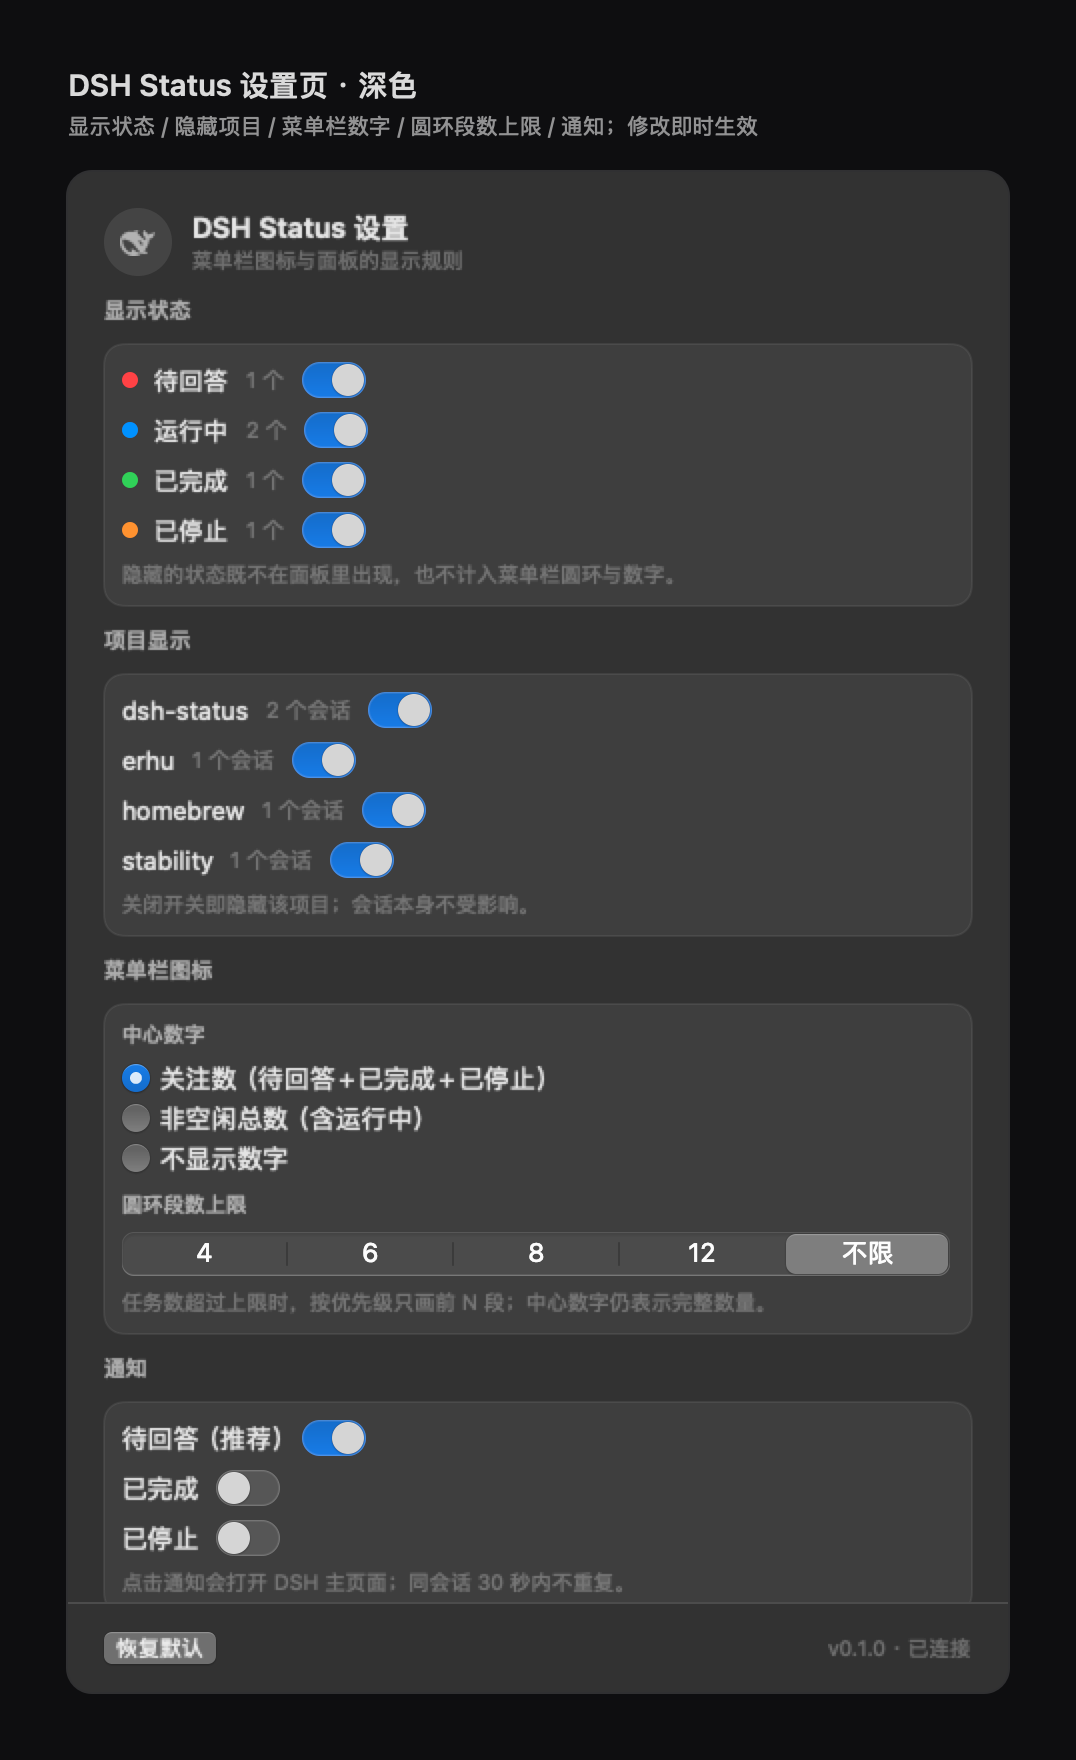 DSH Status 设置页 · 深色
显示状态 / 隐藏项目 / 菜单栏数字 / 圆环段数上限 / 通知；修改即时生效
DSH Status 设置
菜单栏图标与面板的显示规则
显示状态
待回答 1 个
运行中 2 个
已完成 1 个
已停止 1 个
隐藏的状态既不在面板里出现，也不计入菜单栏圆环与数字。
项目显示
dsh-status 2 个会话
erhu 1 个会话
homebrew 1 个会话
stability 1 个会话
关闭开关即隐藏该项目；会话本身不受影响。
菜单栏图标
中心数字
关注数（待回答+已完成+已停止）
非空闲总数（含运行中）
不显示数字
圆环段数上限
4 6 8 12 不限
任务数超过上限时，按优先级只画前 N 段；中心数字仍表示完整数量。
通知
待回答（推荐）
已完成
已停止
点击通知会打开 DSH 主页面；同会话 30 秒内不重复。
恢复默认 v0.1.0 · 已连接